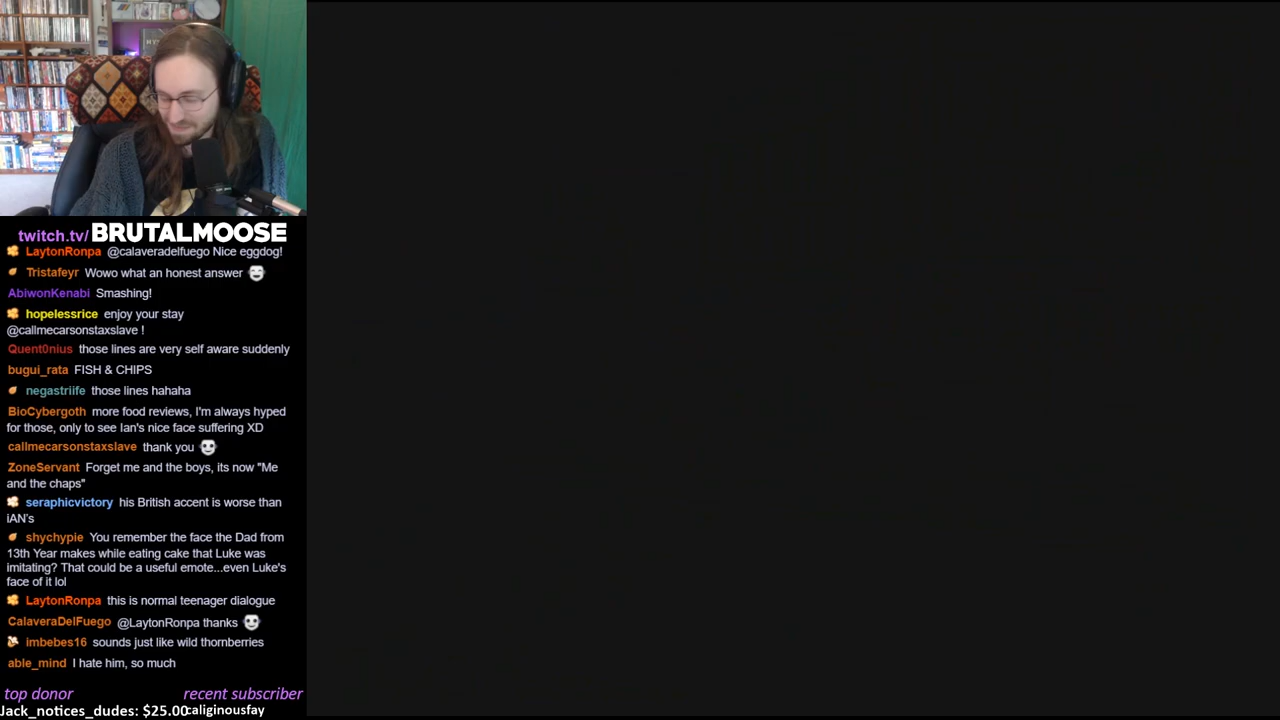 twitch.tv/BRUTALMOOSE
LaytonRonpa @calaveradelfuego Nice eggdog!
Tristafeyr Wowo what an honest answer
AbiwonKenabi Smashing!
hopelessrice enjoy your stay
@callmecarsonstaxslave !
Quent0nius those lines are very self aware suddenly
bugui_rata FISH & CHIPS
negastriife those lines hahaha
BioCybergoth more food reviews, I'm always hyped
for those, only to see Ian's nice face suffering XD
callmecarsonstaxslave thank you
ZoneServant Forget me and the boys, its now "Me
and the chaps"
seraphicvictory his British accent is worse than
iAN's
shychypie You remember the face the Dad from
13th Year makes while eating cake that Luke was
imitating? That could be a useful emote...even Luke's
face of it lol
LaytonRonpa this is normal teenager dialogue
CalaveraDelFuego @LaytonRonpa thanks
imbebes16 sounds just like wild thornberries
able_mind I hate him, so much
top donor recent subscriber
Jack_notices_dudes: $25.00 caliginousfay